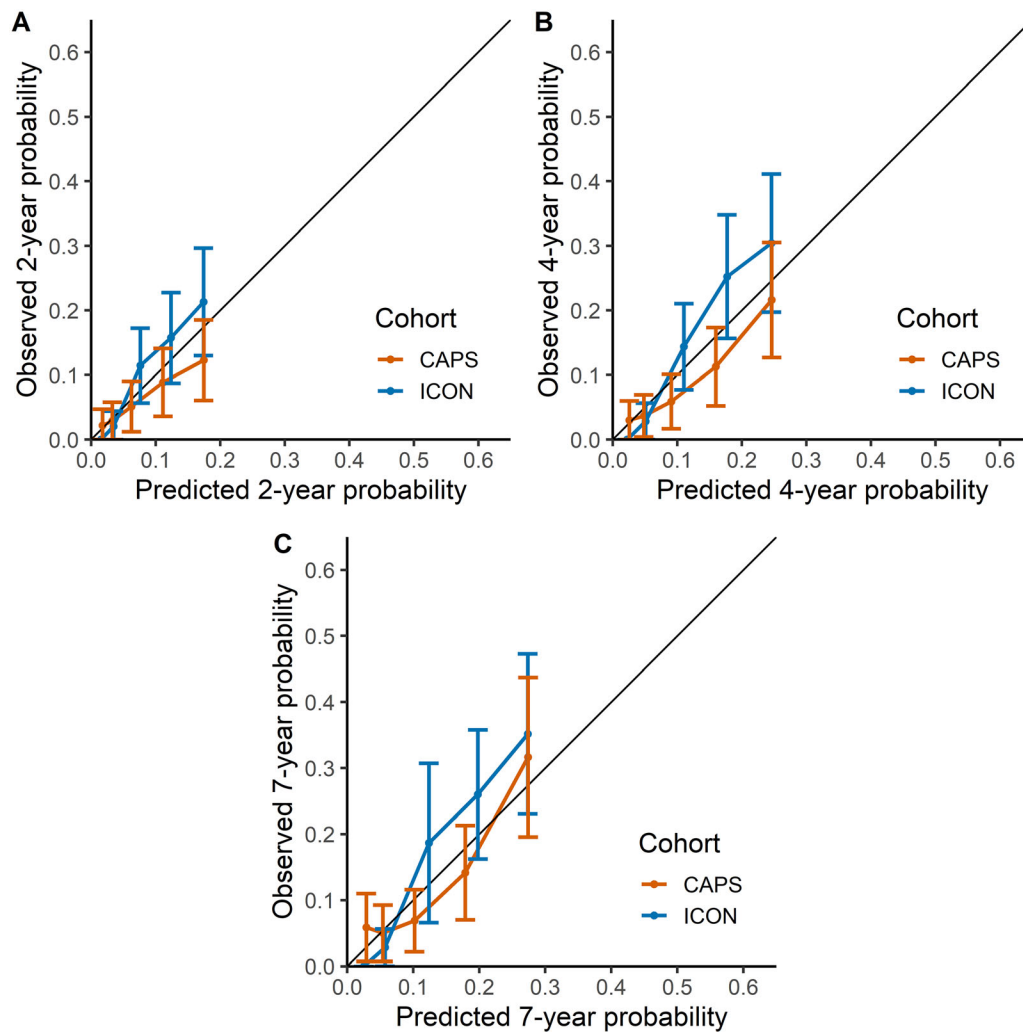 A
Observed 2-year probability
0.6
0.5
0.4
0.3
0.2
0.1
0.0
0.0 0.1 0.2 0.3 0.4 0.5 0.6
Predicted 2-year probability
Cohort
CAPS
ICON
B
Observed 4-year probability
0.6
0.5
0.4
0.3
0.2
0.1
0.0
0.0 0.1 0.2 0.3 0.4 0.5 0.6
Predicted 4-year probability
Cohort
CAPS
ICON
C
Observed 7-year probability
0.6
0.5
0.4
0.3
0.2
0.1
0.0
0.0 0.1 0.2 0.3 0.4 0.5 0.6
Predicted 7-year probability
Cohort
CAPS
ICON